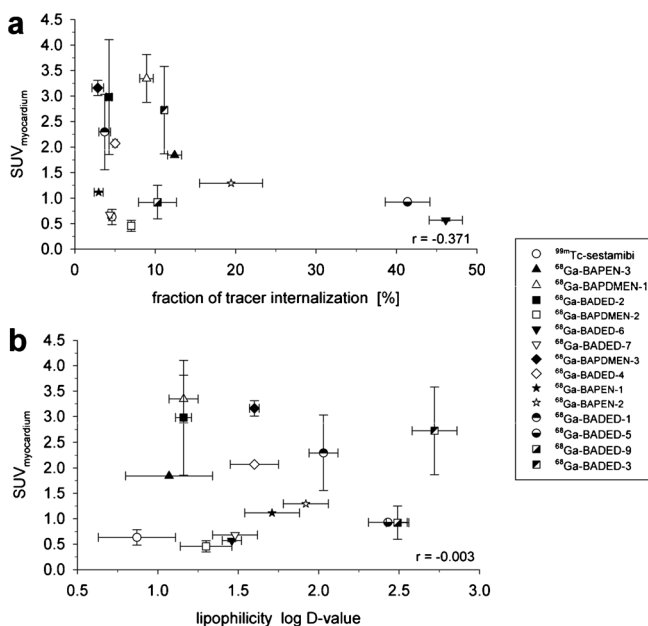 a
4.5
4.0
3.5
3.0
2.5
2.0
1.5
1.0
0.5
0.0
SUVmyocardium
0
10
20
30
40
50
r = -0.371
fraction of tracer internalization [%]
b
4.5
4.0
3.5
3.0
2.5
2.0
1.5
1.0
0.5
0.0
SUVmyocardium
0.5
1.0
1.5
2.0
2.5
3.0
r = -0.003
lipophilicity log D-value
99mTc-sestamibi
68Ga-BAPEN-3
68Ga-BAPDMEN-1
68Ga-BADED-2
68Ga-BAPDMEN-2
68Ga-BADED-6
68Ga-BADED-7
68Ga-BAPDMEN-3
68Ga-BADED-4
68Ga-BAPEN-1
68Ga-BAPEN-2
68Ga-BADED-1
68Ga-BADED-5
68Ga-BADED-9
68Ga-BADED-3